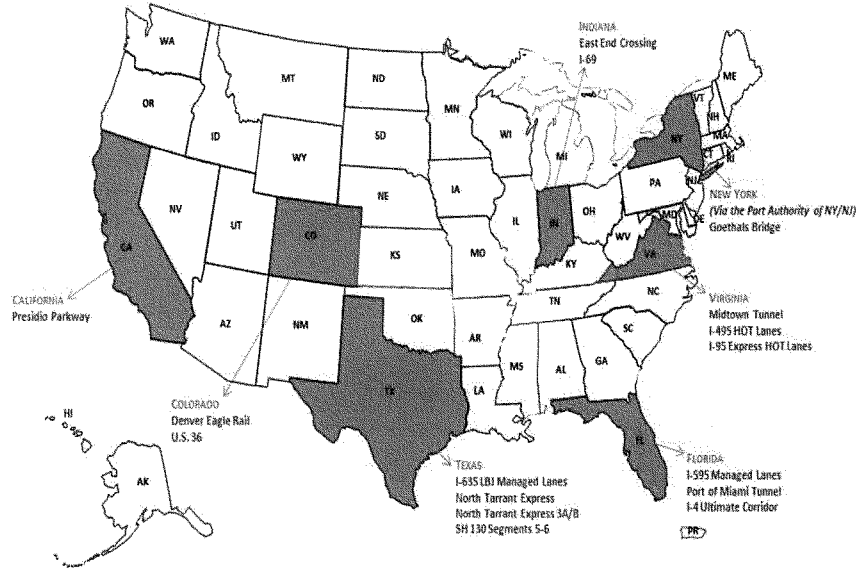 INDIANA
East End Crossing
I-69
WA
MT
ND
MN
ME
VT
NH
OR
ID
SD
WI
MI
NY
MA
CT
RI
WY
IA
NE
PA
NJ
NEW YORK
(Via the Port Authority of NY/NJ)
Goethals Bridge
NV
UT
CO
IL
IN
OH
MD
DE
WV
VA
CA
KS
MO
KY
CALIFORNIA
Presidio Parkway
VIRGINIA
Midtown Tunnel
I-495 HOT Lanes
I-95 Express HOT Lanes
NC
TN
AZ
NM
OK
AR
SC
MS
AL
GA
TX
LA
COLORADO
Denver Eagle Rail
U.S. 36
HI
AK
FL
TEXAS
I-635 LBJ Managed Lanes
North Tarrant Express
North Tarrant Express 3A/B
SH 130 Segments 5-6
FLORIDA
I-595 Managed Lanes
Port of Miami Tunnel
I-4 Ultimate Corridor
PR